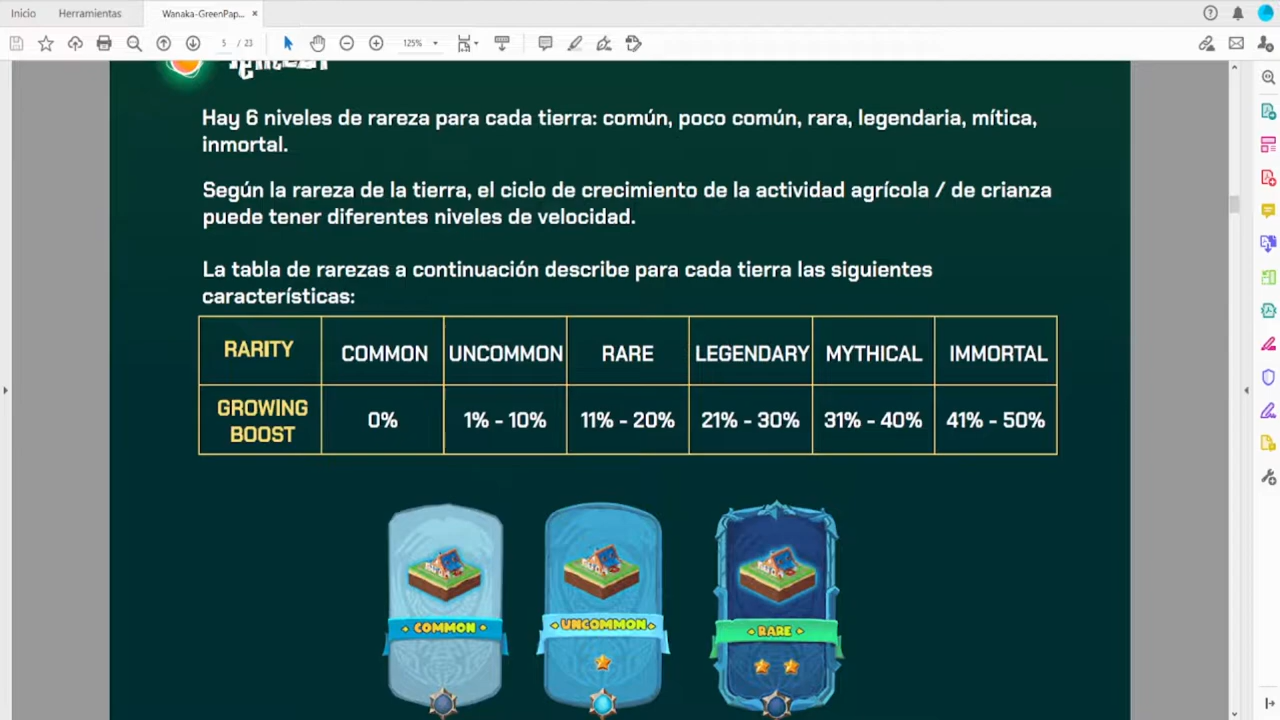 Inicio
Herramientas
Wanaka-GreenPap...
5 / 23
125%
Hay 6 niveles de rareza para cada tierra: común, poco común, rara, legendaria, mítica,
inmortal.
Según la rareza de la tierra, el ciclo de crecimiento de la actividad agrícola / de crianza
puede tener diferentes niveles de velocidad.
La tabla de rarezas a continuación describe para cada tierra las siguientes
características:
RARITY COMMON UNCOMMON RARE LEGENDARY MYTHICAL IMMORTAL
GROWING
BOOST
0% 1% - 10% 11% - 20% 21% - 30% 31% - 40% 41% - 50%
COMMON
UNCOMMON
RARE